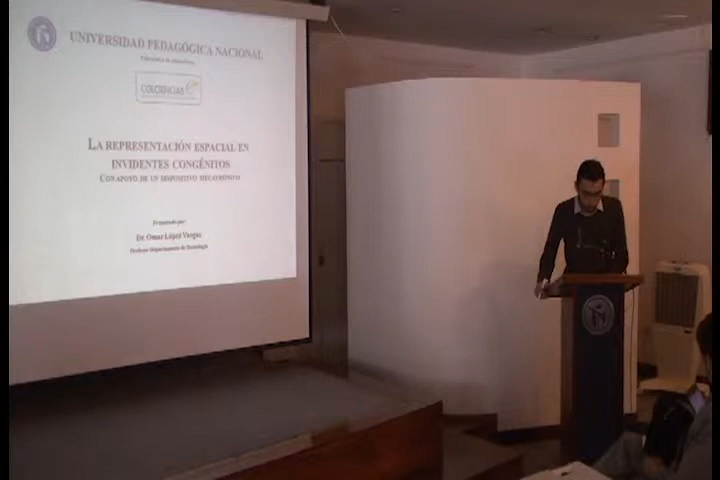 UNIVERSIDAD PEDAGÓGICA NACIONAL
COLCIENCIAS
LA REPRESENTACIÓN ESPACIAL EN
INVIDENTES CONGÉNITOS
CON APOYO DE UN DISPOSITIVO MECATRÓNICO
Presentado por:
Dr. Omar López Vargas
Profesor Departamento de Tecnología